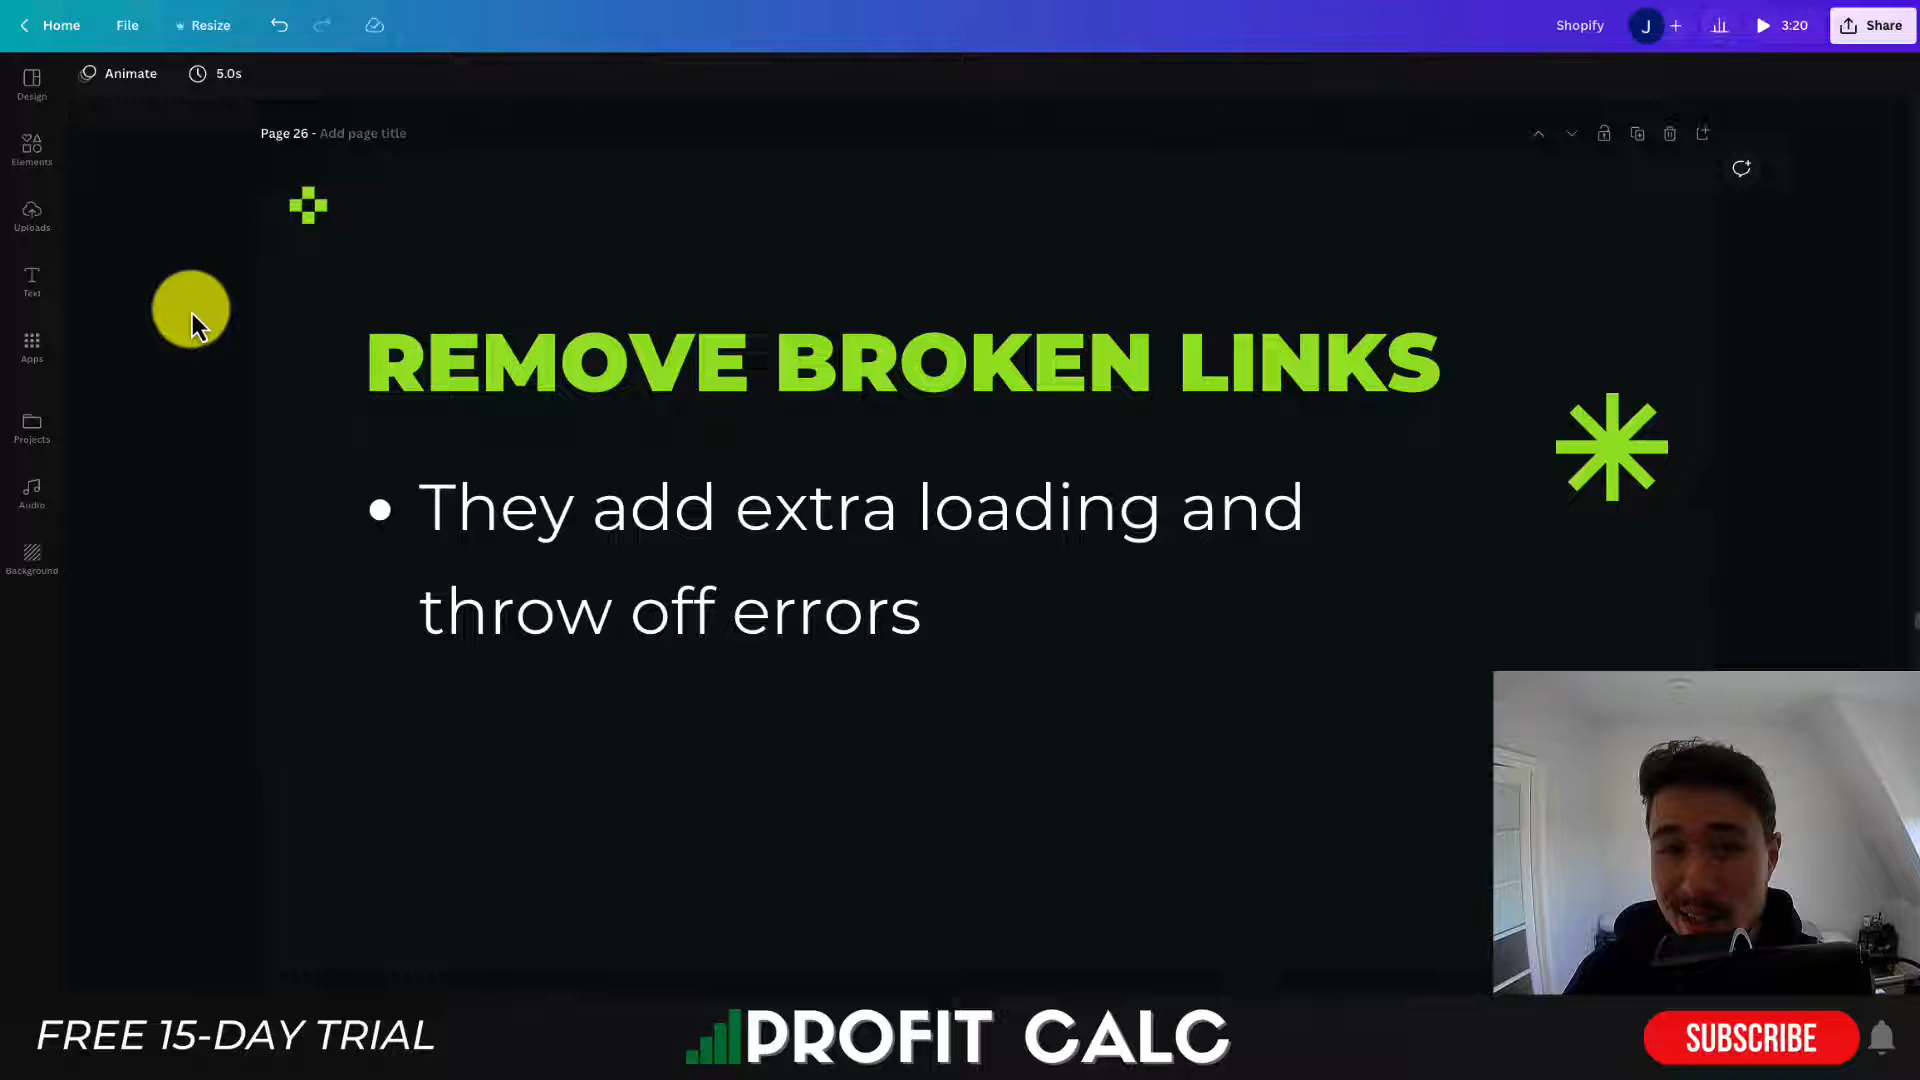 Home File Resize Shopify J 3:20 Share
Animate 5.0s
Design
Elements
Uploads
Text
Apps
Projects
Audio
Background
Page 26 - Add page title
REMOVE BROKEN LINKS
• They add extra loading and
throw off errors
FREE 15-DAY TRIAL
PROFIT CALC
SUBSCRIBE